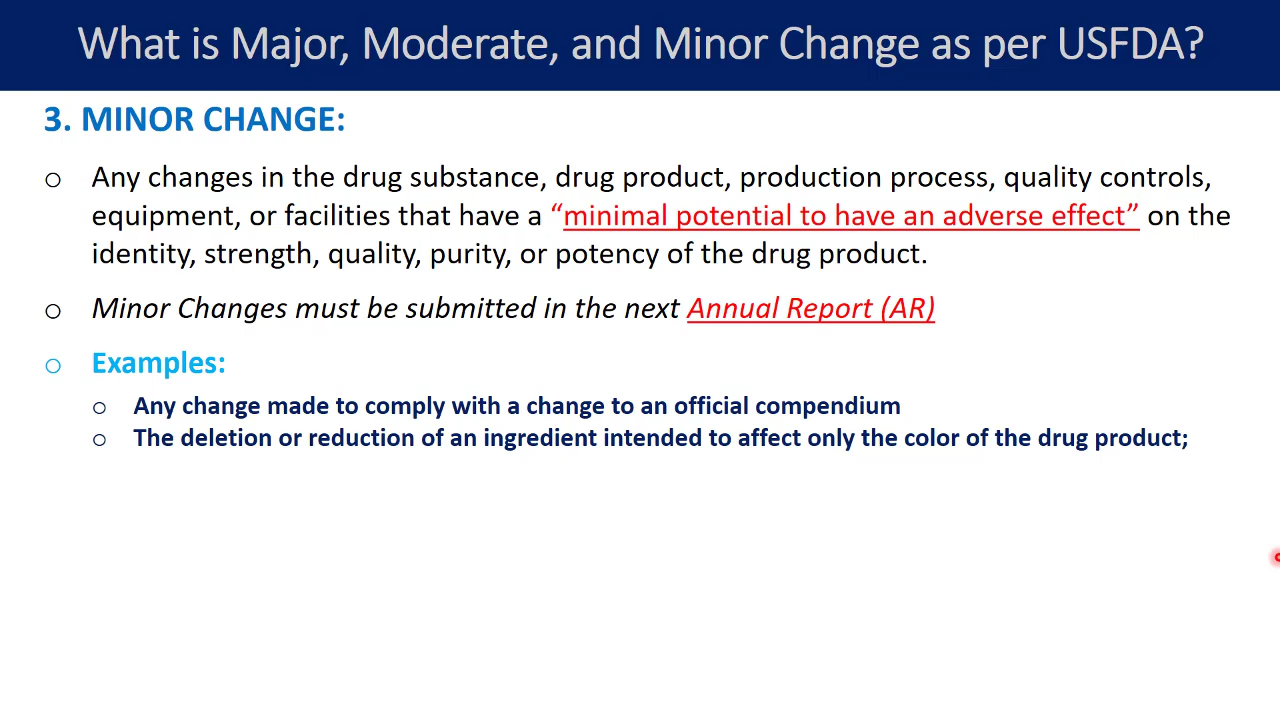 What is Major, Moderate, and Minor Change as per USFDA?
3. MINOR CHANGE:
o Any changes in the drug substance, drug product, production process, quality controls,
equipment, or facilities that have a “minimal potential to have an adverse effect” on the
identity, strength, quality, purity, or potency of the drug product.
o Minor Changes must be submitted in the next Annual Report (AR)
o Examples:
o Any change made to comply with a change to an official compendium
o The deletion or reduction of an ingredient intended to affect only the color of the drug product;